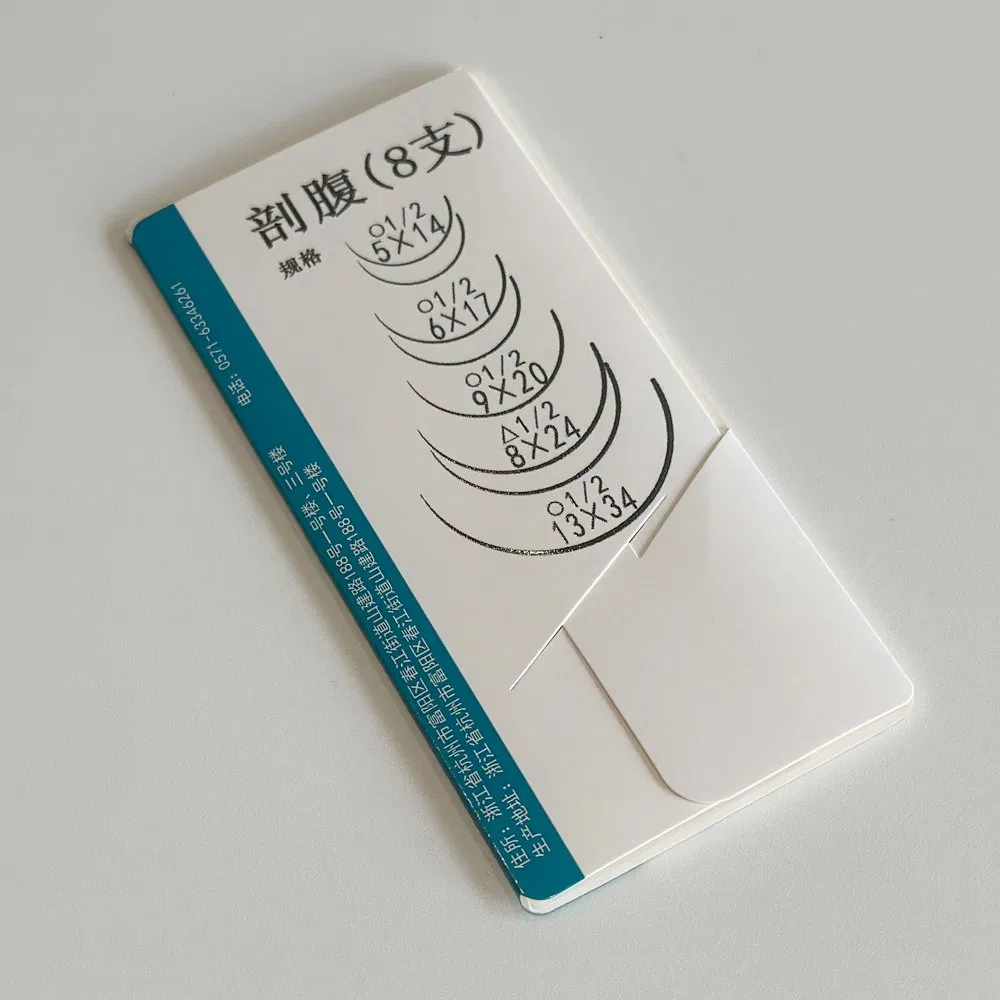 剖腹(8支)
规格
○1/2
5×14
○1/2
6×17
○1/2
9×20
△1/2
8×24
○1/2
13×34
电话:0571-63346261
住所:浙江省杭州市富阳区春江街道山建路188号一号楼、三号楼
生产地址:浙江省杭州市富阳区春江街道山建路188号一号楼